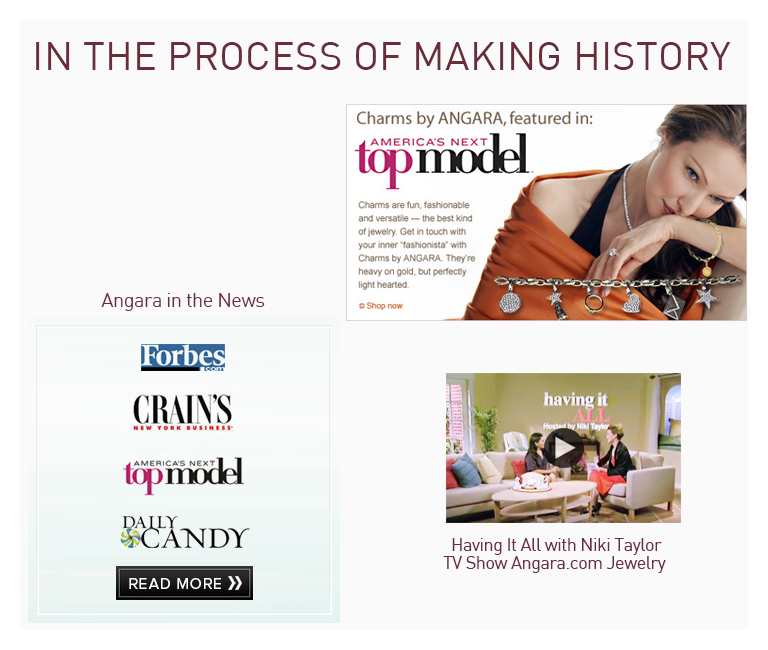 IN THE PROCESS OF MAKING HISTORY
Charms by ANGARA, featured in:
AMERICA'S NEXT
top model
Charms are fun, fashionable
and versatile — the best kind
of jewelry. Get in touch with
your inner “fashionista” with
Charms by ANGARA. They're
heavy on gold, but perfectly
light hearted.
Shop now
Angara in the News
Forbes
.com
CRAIN'S
NEW YORK BUSINESS
AMERICA'S NEXT
top model
DAILY
CANDY
READ MORE
having it
ALL
Hosted by Niki Taylor
Having It All with Niki Taylor
TV Show Angara.com Jewelry